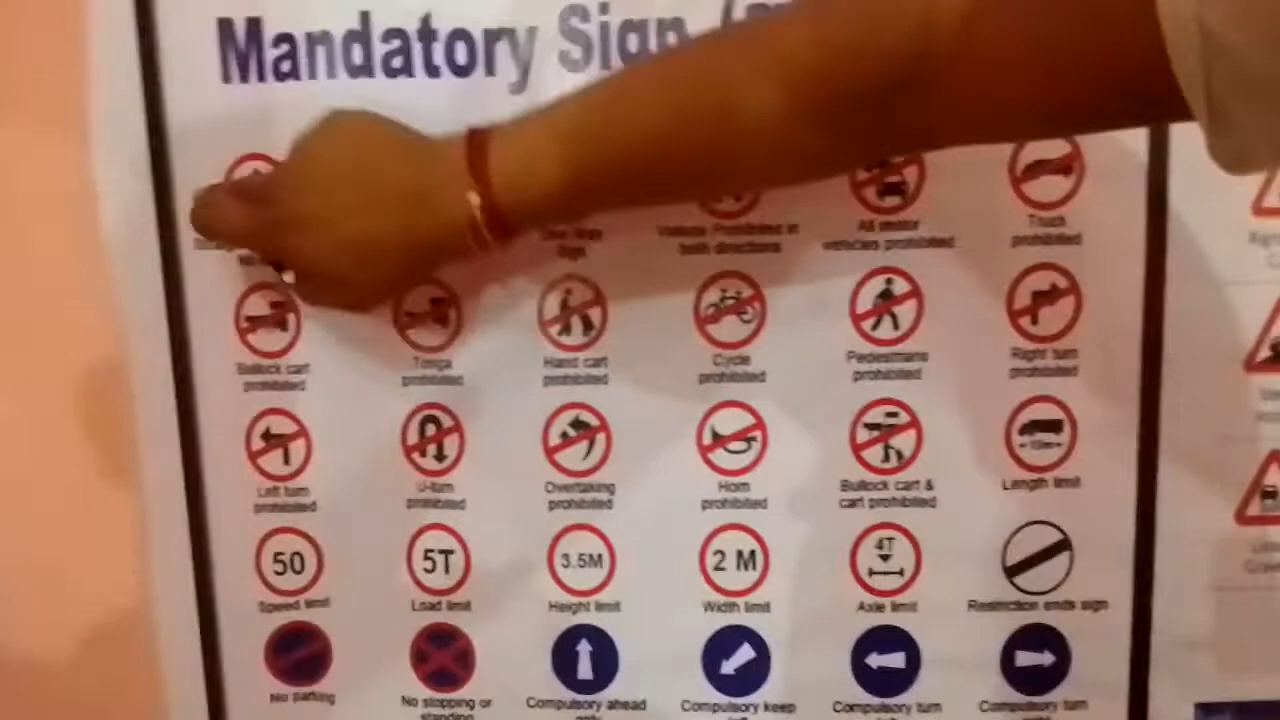 Mandatory Sign
One Way
Sign
Vehicle Prohibited in
both directions
All motor
vehicles prohibited
Truck
prohibited
Bullock cart
prohibited
Tonga
prohibited
Hand cart
prohibited
Cycle
prohibited
Pedestrians
prohibited
Right turn
prohibited
Left turn
prohibited
U-turn
prohibited
Overtaking
prohibited
Horn
prohibited
Bullock cart &
cart prohibited
10m
Length limit
50
Speed limit
5T
Load limit
3.5M
Height limit
2 M
Width limit
4T
Axle limit
Restriction ends sign
No parking
No stopping or
standing
Compulsory ahead
only
Compulsory keep
left
Compulsory turn
Compulsory turn